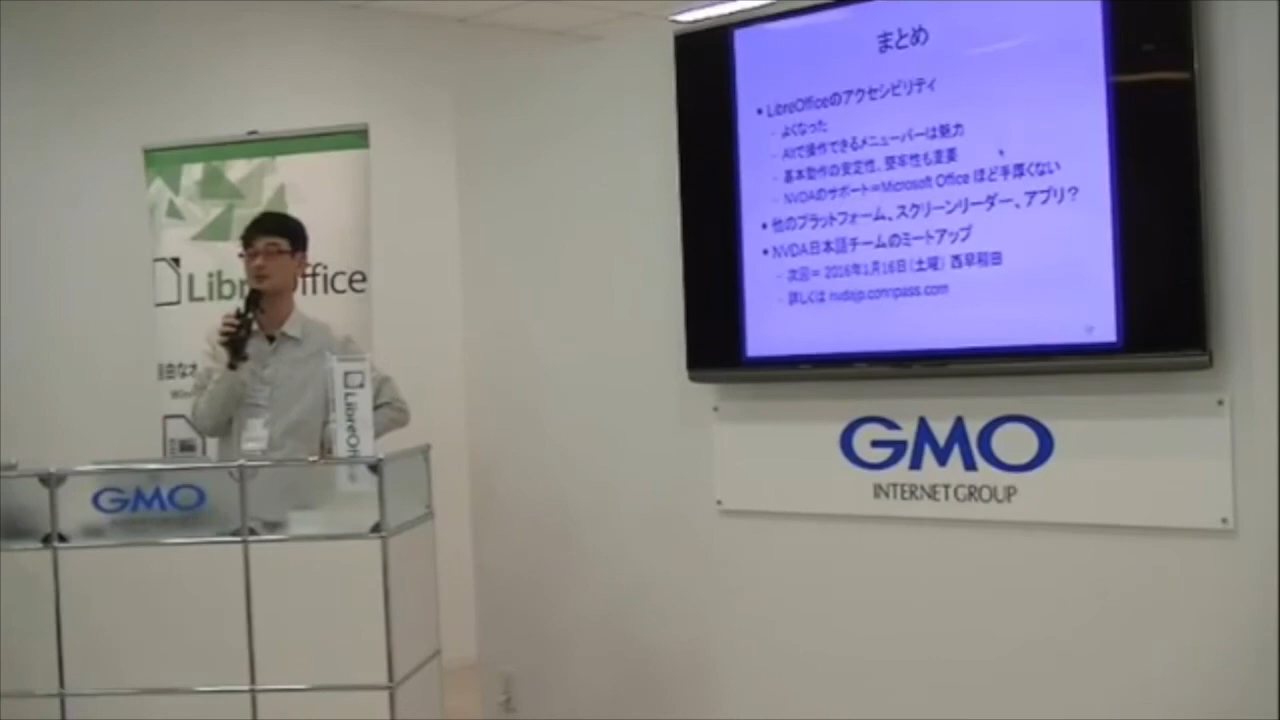 まとめ
• LibreOfficeのアクセシビリティ
- よくなった
- Altで操作できるメニューバーは魅力
- 基本動作の安定性、堅牢性も重要
- NVDAのサポート＝Microsoft Office ほど手厚くない
• 他のプラットフォーム、スクリーンリーダー、アプリ？
• NVDA日本語チームのミートアップ
- 次回＝ 2016年1月16日（土曜） 西早稲田
- 詳しくは nvdajp.connpass.com
Libre Office
自由なオ
LibreOf
GMO
GMO
INTERNET GROUP